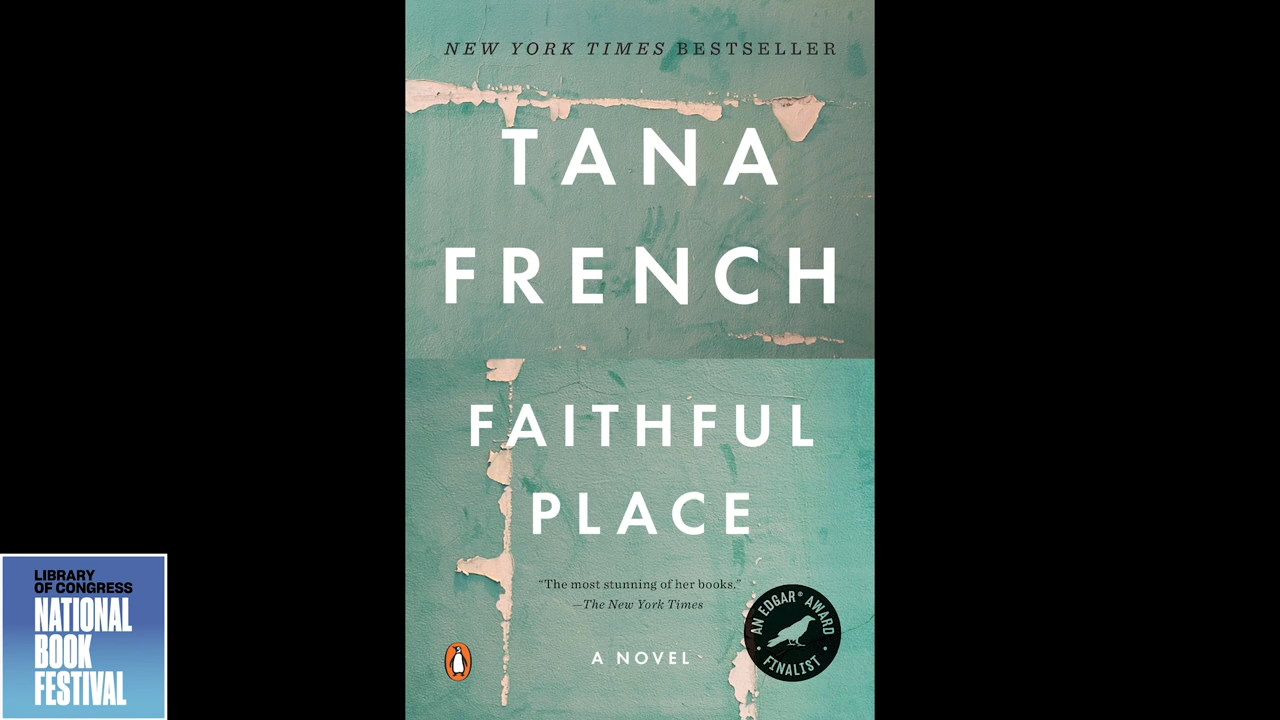 NEW YORK TIMES BESTSELLER
TANA
FRENCH
FAITHFUL
PLACE
“The most stunning of her books.”
—The New York Times
A NOVEL
AN EDGAR® AWARD
FINALIST
LIBRARY
OF CONGRESS
NATIONAL
BOOK
FESTIVAL